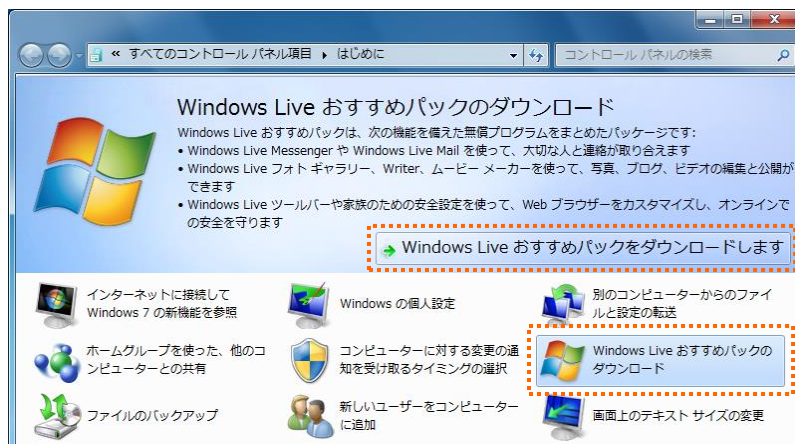 « すべてのコントロール パネル項目 ▸ はじめに
コントロール パネルの検索
Windows Live おすすめパックのダウンロード
Windows Live おすすめパックは、次の機能を備えた無償プログラムをまとめたパッケージです:
• Windows Live Messenger や Windows Live Mail を使って、大切な人と連絡が取り合えます
• Windows Live フォト ギャラリー、Writer、ムービー メーカーを使って、写真、ブログ、ビデオの編集と公開が
できます
• Windows Live ツールバーや家族のための安全設定を使って、Web ブラウザーをカスタマイズし、オンラインで
の安全を守ります
Windows Live おすすめパックをダウンロードします
インターネットに接続して
Windows 7 の新機能を参照
Windows の個人設定
別のコンピューターからのファイ
ルと設定の転送
ホームグループを使った、他のコ
ンピューターとの共有
コンピューターに対する変更の通
知を受け取るタイミングの選択
Windows Live おすすめパックの
ダウンロード
ファイルのバックアップ
新しいユーザーをコンピューター
に追加
画面上のテキスト サイズの変更